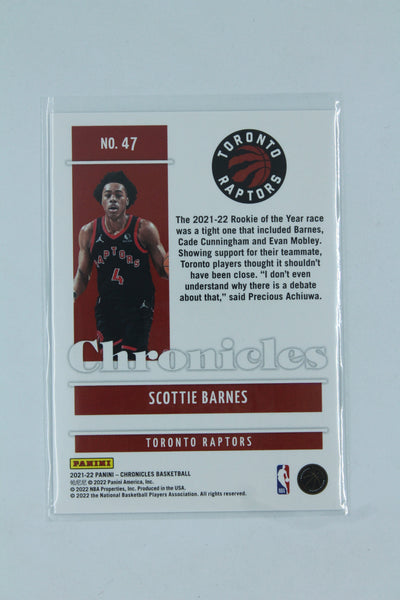 NO. 47
TORONTO
RAPTORS
The 2021-22 Rookie of the Year race
was a tight one that included Barnes,
Cade Cunningham and Evan Mobley.
Showing support for their teammate,
Toronto players thought it shouldn't
have been close. “I don't even
understand why there is a debate
about that,” said Precious Achiuwa.
RAPTORS
4
Chronicles
SCOTTIE BARNES
TORONTO RAPTORS
PANINI
2021-22 PANINI – CHRONICLES BASKETBALL
帕尼尼 © 2022 Panini America, Inc.
© 2022 NBA Properties, Inc. Produced in the USA.
© 2022 the National Basketball Players Association. All rights reserved.
NBA